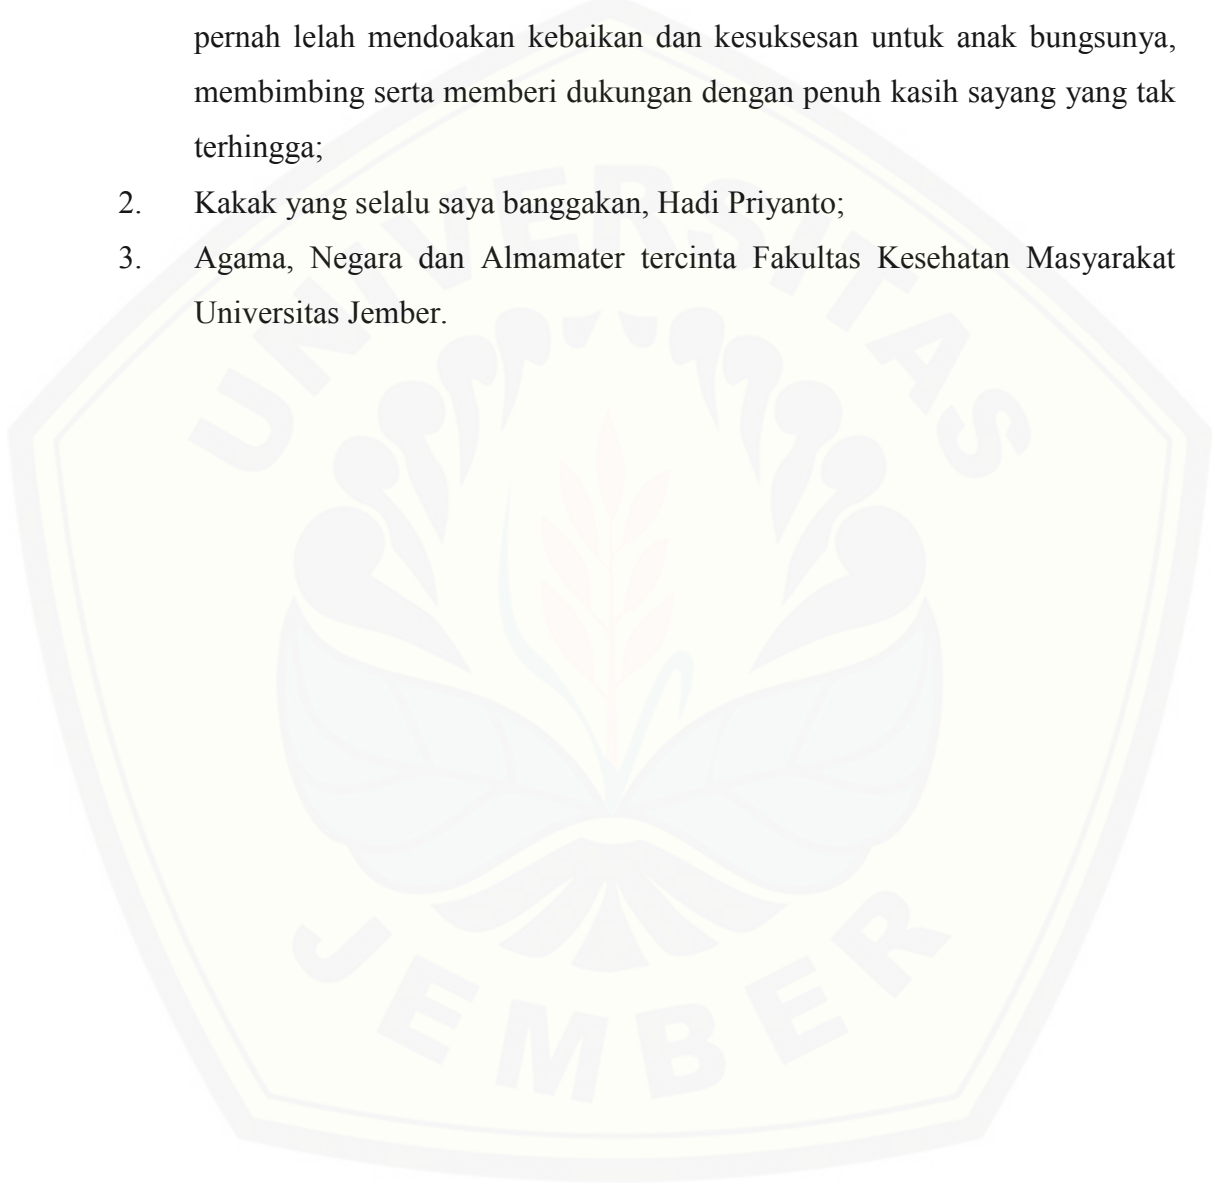 pernah lelah mendoakan kebaikan dan kesuksesan untuk anak bungsunya,
membimbing serta memberi dukungan dengan penuh kasih sayang yang tak
terhingga;
2. Kakak yang selalu saya banggakan, Hadi Priyanto;
3. Agama, Negara dan Almamater tercinta Fakultas Kesehatan Masyarakat
Universitas Jember.
UNIVERSITAS
JEMBER